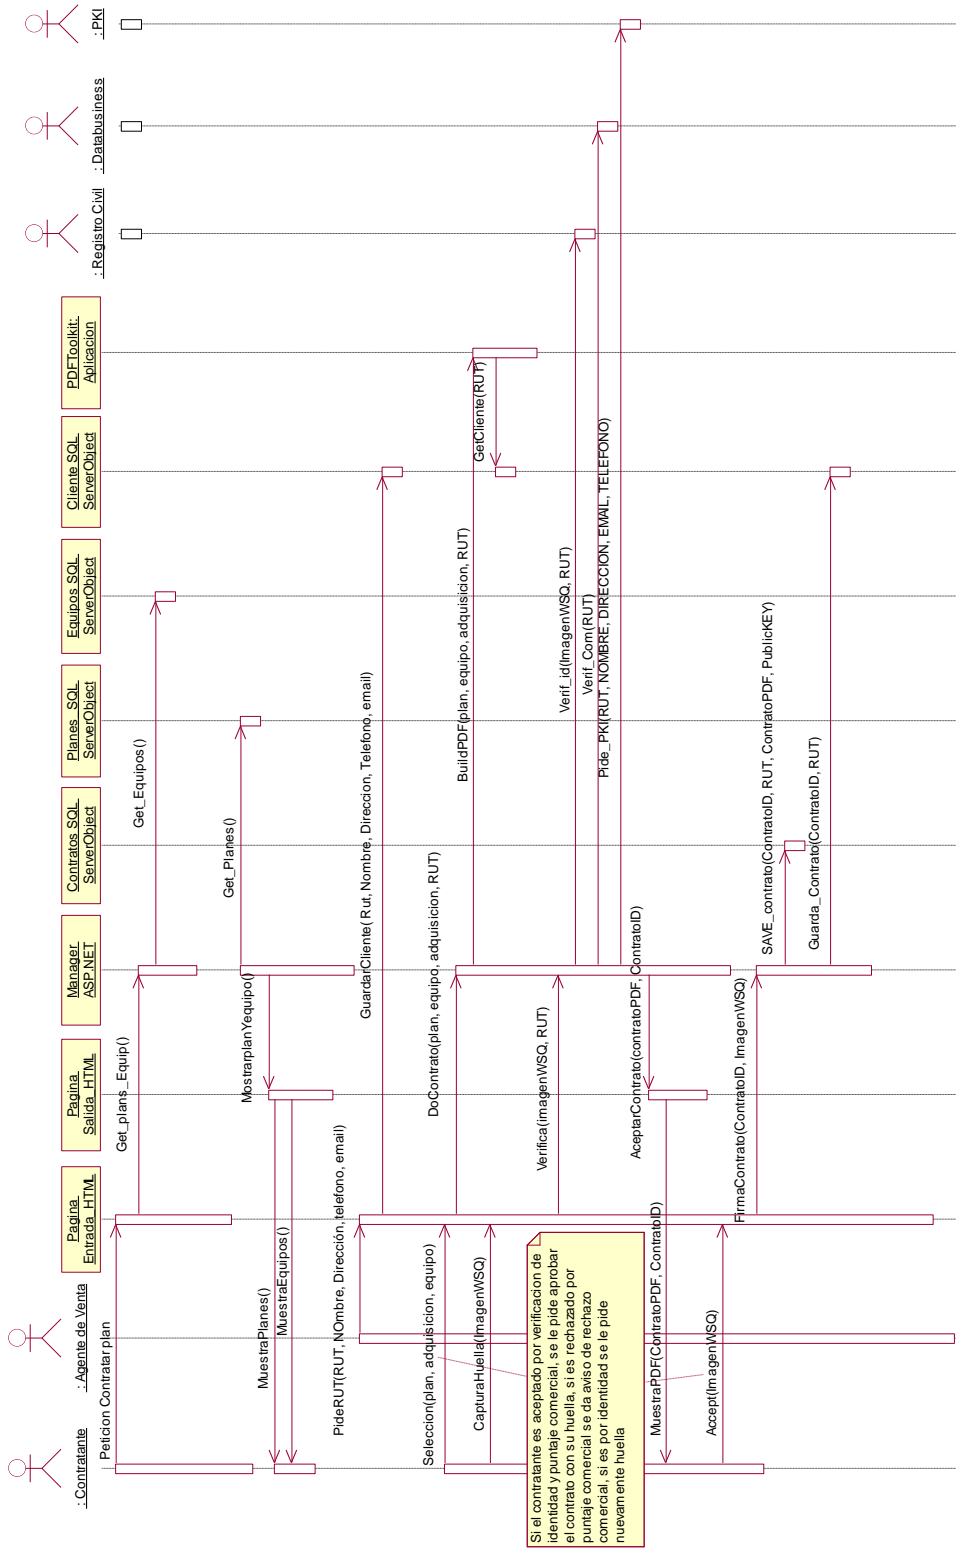 : Contratante
: Agente de Venta
Pagina
Entrada_HTML
Pagina
Salida_HTML
Manager
ASP.NET
Contratos SQL
ServerObject
Planes_SQL
ServerObject
Equipos SQL
ServerObject
Cliente SQL
ServerObject
PDFToolkit:
Aplicacion
: Registro Civil
: Databusiness
: PKI
Peticion Contratar plan
Get_plans_Equip()
Get_Equipos()
Get_Planes()
MostrarplanYequipo()
MuestraPlanes()
MuestraEquipos()
PideRUT(RUT, NOmbre, Dirección, telefono, email)
GuardarCliente( Rut, Nombre, Direccion, Telefono, email)
Seleccion(plan, adquisicion, equipo)
DoContrato(plan, equipo, adquisicion, RUT)
BuildPDF(plan, equipo, adquisicion, RUT)
GetCliente(RUT)
CapturaHuella(ImagenWSQ)
Verifica(imagenWSQ, RUT)
Verif_id(ImagenWSQ, RUT)
Verif_Com(RUT)
Pide_PKI(RUT, NOMBRE, DIRECCION, EMAIL, TELEFONO)
AceptarContrato(contratoPDF, ContratoID)
MuestraPDF(ContratoPDF, ContratoID)
Accept(ImagenWSQ)
FirmaContrato(ContratoID, ImagenWSQ)
SAVE_contrato(ContratoID, RUT, ContratoPDF, PublicKEY)
Guarda_Contrato(ContratoID, RUT)
Si el contratante es aceptado por verificacion de
identidad y puntaje comercial, se le pide aprobar
el contrato con su huella, si es rechazado por
puntaje comercial se da aviso de rechazo
comercial, si es por identidad se le pide
nuevamente huella